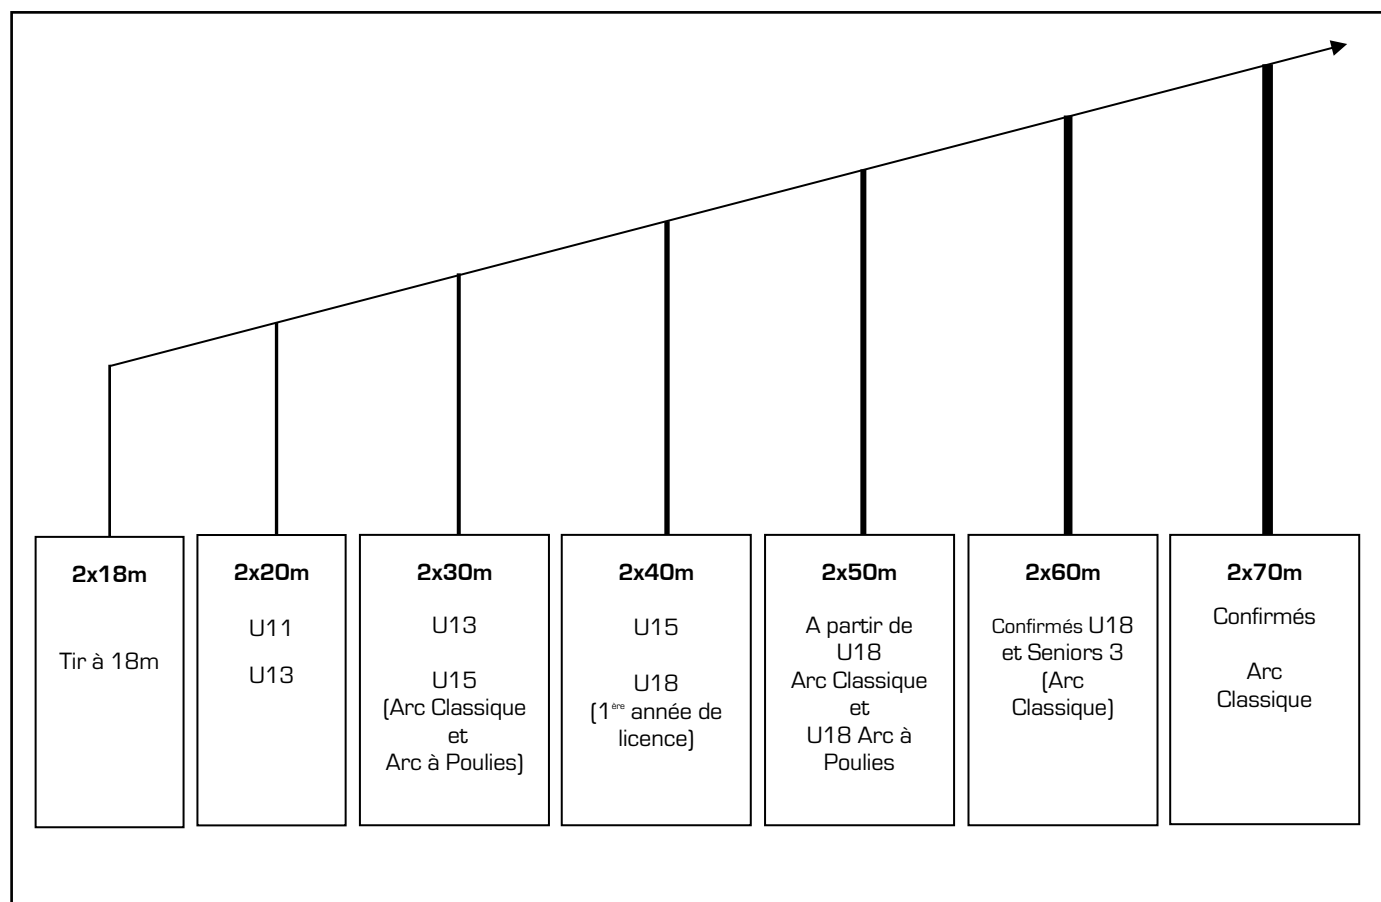 2x18m
Tir à 18m
2x20m
U11
U13
2x30m
U13
U15
(Arc Classique
et
Arc à Poulies)
2x40m
U15
U18
(1ère année de
licence)
2x50m
A partir de
U18
Arc Classique
et
U18 Arc à
Poulies
2x60m
Confirmés U18
et Seniors 3
(Arc
Classique)
2x70m
Confirmés
Arc
Classique